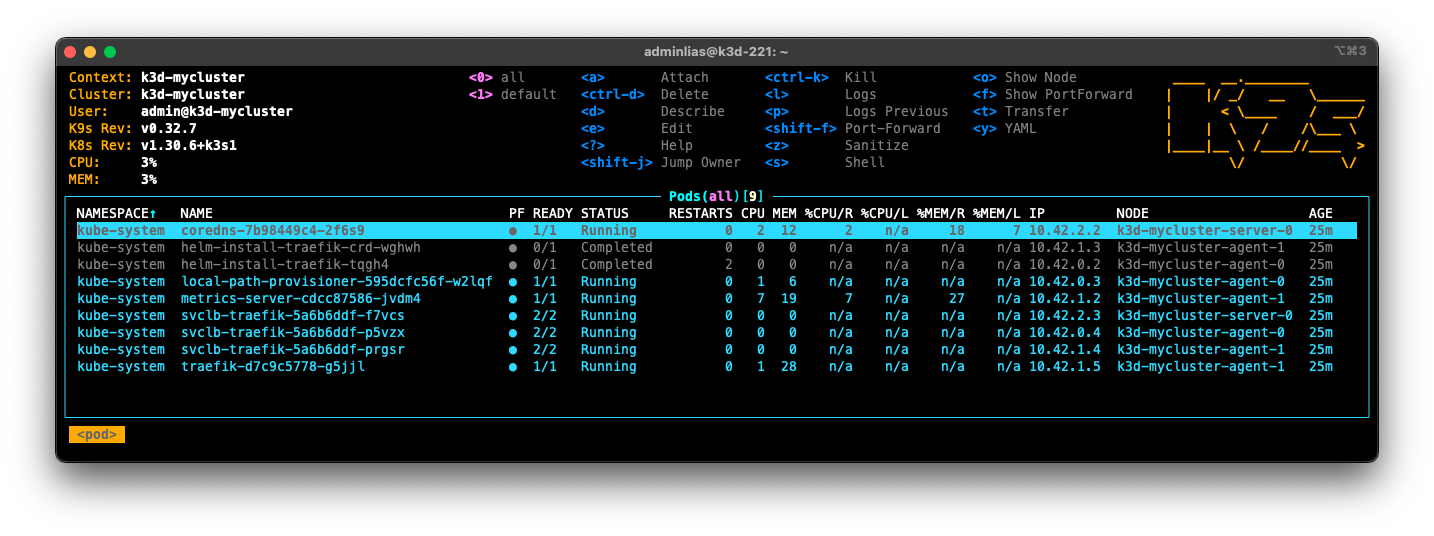 adminlias@k3d-221: ~ ⌥⌘3
Context: k3d-mycluster <0> all <a> Attach <ctrl-k> Kill <o> Show Node
Cluster: k3d-mycluster <1> default <ctrl-d> Delete <l> Logs <f> Show PortForward
User: admin@k3d-mycluster <d> Describe <p> Logs Previous <t> Transfer
K9s Rev: v0.32.7 <e> Edit <shift-f> Port-Forward <y> YAML
K8s Rev: v1.30.6+k3s1 <?> Help <z> Sanitize
CPU: 3% <shift-j> Jump Owner <s> Shell
MEM: 3%
Pods(all)[9]
NAMESPACE↑ NAME PF READY STATUS RESTARTS CPU MEM %CPU/R %CPU/L %MEM/R %MEM/L IP NODE AGE
kube-system coredns-7b98449c4-2f6s9 ● 1/1 Running 0 2 12 2 n/a 18 7 10.42.2.2 k3d-mycluster-server-0 25m
kube-system helm-install-traefik-crd-wghwh ● 0/1 Completed 0 0 0 n/a n/a n/a n/a 10.42.1.3 k3d-mycluster-agent-1 25m
kube-system helm-install-traefik-tqgh4 ● 0/1 Completed 2 0 0 n/a n/a n/a n/a 10.42.0.2 k3d-mycluster-agent-0 25m
kube-system local-path-provisioner-595dcfc56f-w2lqf ● 1/1 Running 0 1 6 n/a n/a n/a n/a 10.42.0.3 k3d-mycluster-agent-0 25m
kube-system metrics-server-cdcc87586-jvdm4 ● 1/1 Running 0 7 19 7 n/a 27 n/a 10.42.1.2 k3d-mycluster-agent-1 25m
kube-system svclb-traefik-5a6b6ddf-f7vcs ● 2/2 Running 0 0 0 n/a n/a n/a n/a 10.42.2.3 k3d-mycluster-server-0 25m
kube-system svclb-traefik-5a6b6ddf-p5vzx ● 2/2 Running 0 0 0 n/a n/a n/a n/a 10.42.0.4 k3d-mycluster-agent-0 25m
kube-system svclb-traefik-5a6b6ddf-prgsr ● 2/2 Running 0 0 0 n/a n/a n/a n/a 10.42.1.4 k3d-mycluster-agent-1 25m
kube-system traefik-d7c9c5778-g5jjl ● 1/1 Running 0 1 28 n/a n/a n/a n/a 10.42.1.5 k3d-mycluster-agent-1 25m
<pod>